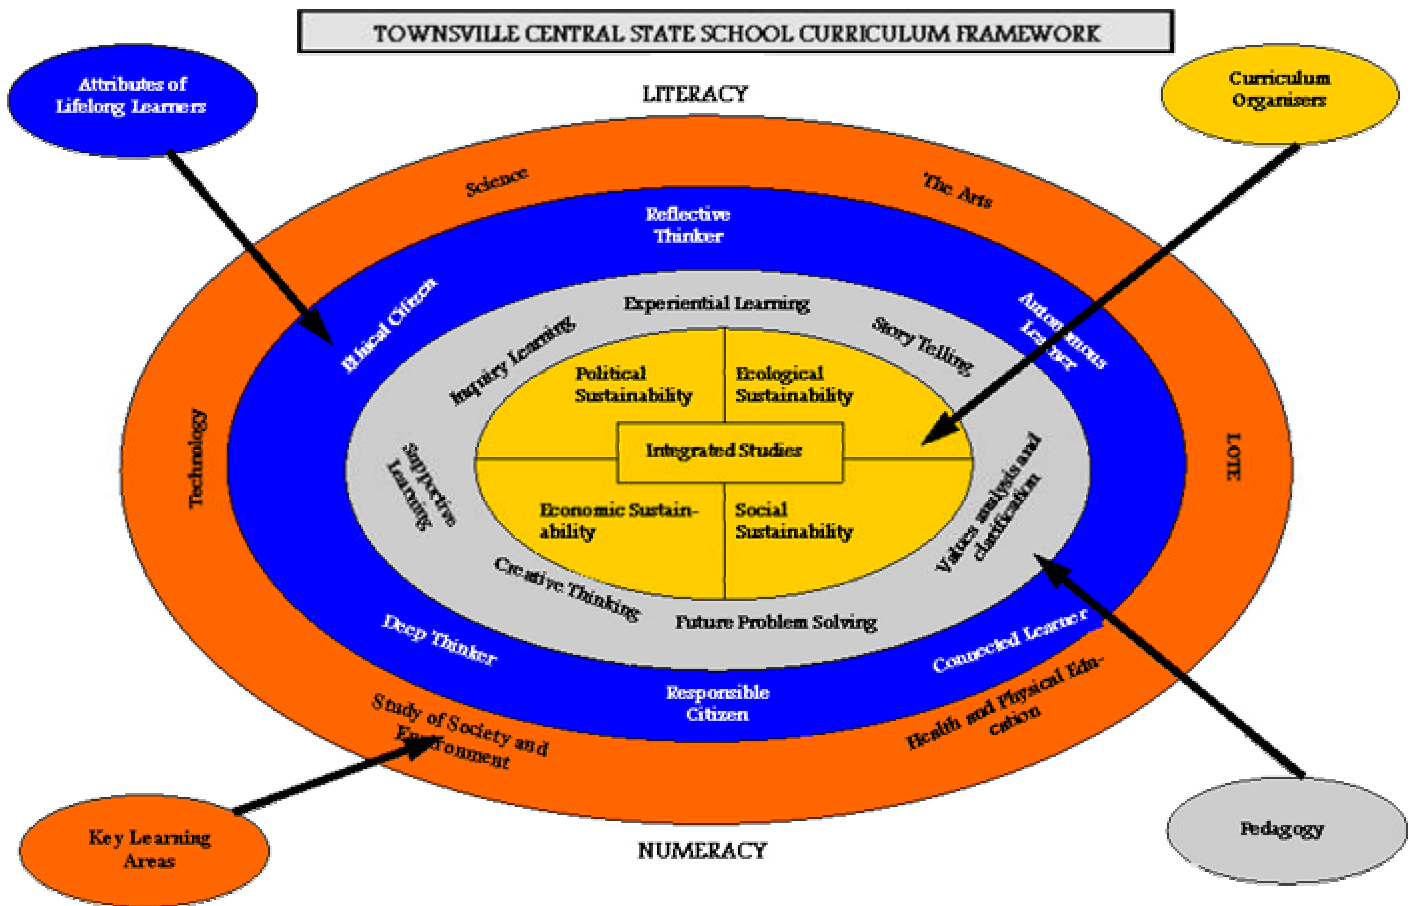 TOWNSVILLE CENTRAL STATE SCHOOL CURRICULUM FRAMEWORK
Attributes of
Lifelong Learners
Curriculum
Organisers
LITERACY
Science
The Arts
Reflective
Thinker
Ethical Citizen
Autonomous
Learner
Experiential Learning
Inquiry Learning
Story Telling
Political
Sustainability
Ecological
Sustainability
Integrated Studies
Technology
LOTE
Supportive
Learning
Values analysis and
clarification
Economic Sustain-
ability
Social
Sustainability
Creative Thinking
Future Problem Solving
Deep Thinker
Connected Learner
Responsible
Citizen
Study of Society and
Environment
Health and Physical Edu-
cation
Key Learning
Areas
NUMERACY
Pedagogy